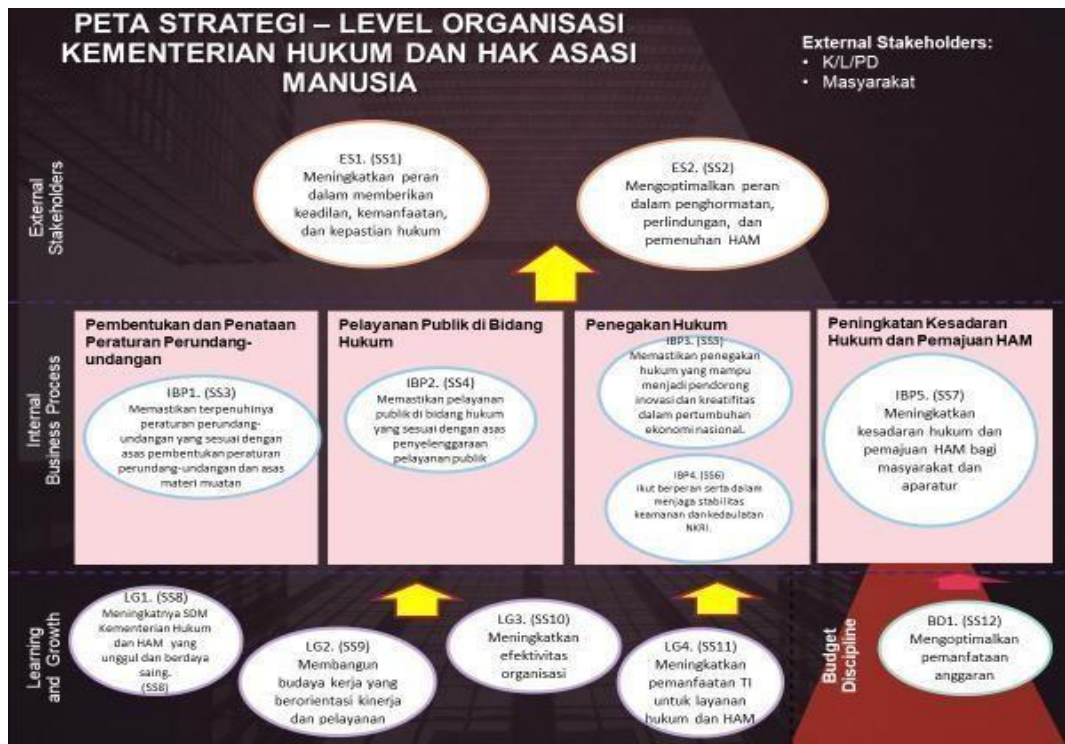 PETA STRATEGI – LEVEL ORGANISASI
KEMENTERIAN HUKUM DAN HAK ASASI
MANUSIA
External Stakeholders:
• K/L/PD
• Masyarakat
External
Stakeholders
ES1. (SS1)
Meningkatkan peran
dalam memberikan
keadilan, kemanfaatan,
dan kepastian hukum
ES2. (SS2)
Mengoptimalkan peran
dalam penghormatan,
perlindungan, dan
pemenuhan HAM
Internal
Business Process
Pembentukan dan Penataan
Peraturan Perundang-
undangan
IBP1. (SS3)
Memastikan terpenuhinya
peraturan perundang-
undangan yang sesuai dengan
asas pembentukan peraturan
perundang-undangan dan asas
materi muatan
Pelayanan Publik di Bidang
Hukum
IBP2. (SS4)
Memastikan pelayanan
publik di bidang hukum
yang sesuai dengan asas
penyelenggaraan
pelayanan publik
Penegakan Hukum
IBP3. (SS5)
Memastikan penegakan
hukum yang mampu
menjadi pendorong
inovasi dan kreatifitas
dalam pertumbuhan
ekonomi nasional.
IBP4. (SS6)
Ikut berperan serta dalam
menjaga stabilitas
keamanan dan kedaulatan
NKRI.
Peningkatan Kesadaran
Hukum dan Pemajuan HAM
IBP5. (SS7)
Meningkatkan
kesadaran hukum dan
pemajuan HAM bagi
masyarakat dan
aparatur
Learning
and Growth
LG1. (SS8)
Meningkatnya SDM
Kementerian Hukum
dan HAM yang
unggul dan berdaya
saing.
(SS8)
LG2. (SS9)
Membangun
budaya kerja yang
berorientasi kinerja
dan pelayanan
LG3. (SS10)
Meningkatkan
efektivitas
organisasi
LG4. (SS11)
Meningkatkan
pemanfaatan TI
untuk layanan
hukum dan HAM
Budget
Discipline
BD1. (SS12)
Mengoptimalkan
pemanfataan
anggaran